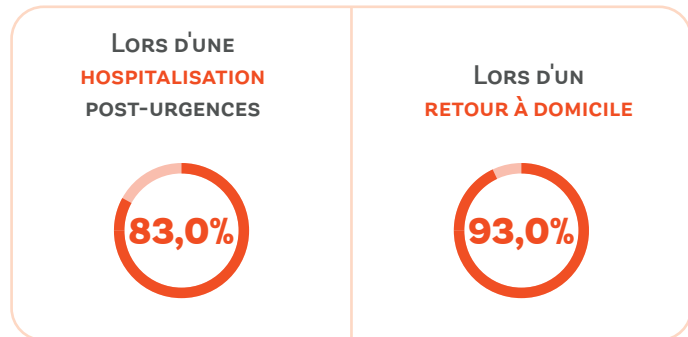 Lors d'une
hospitalisation
post-urgences
83,0%
Lors d'un
retour à domicile
93,0%